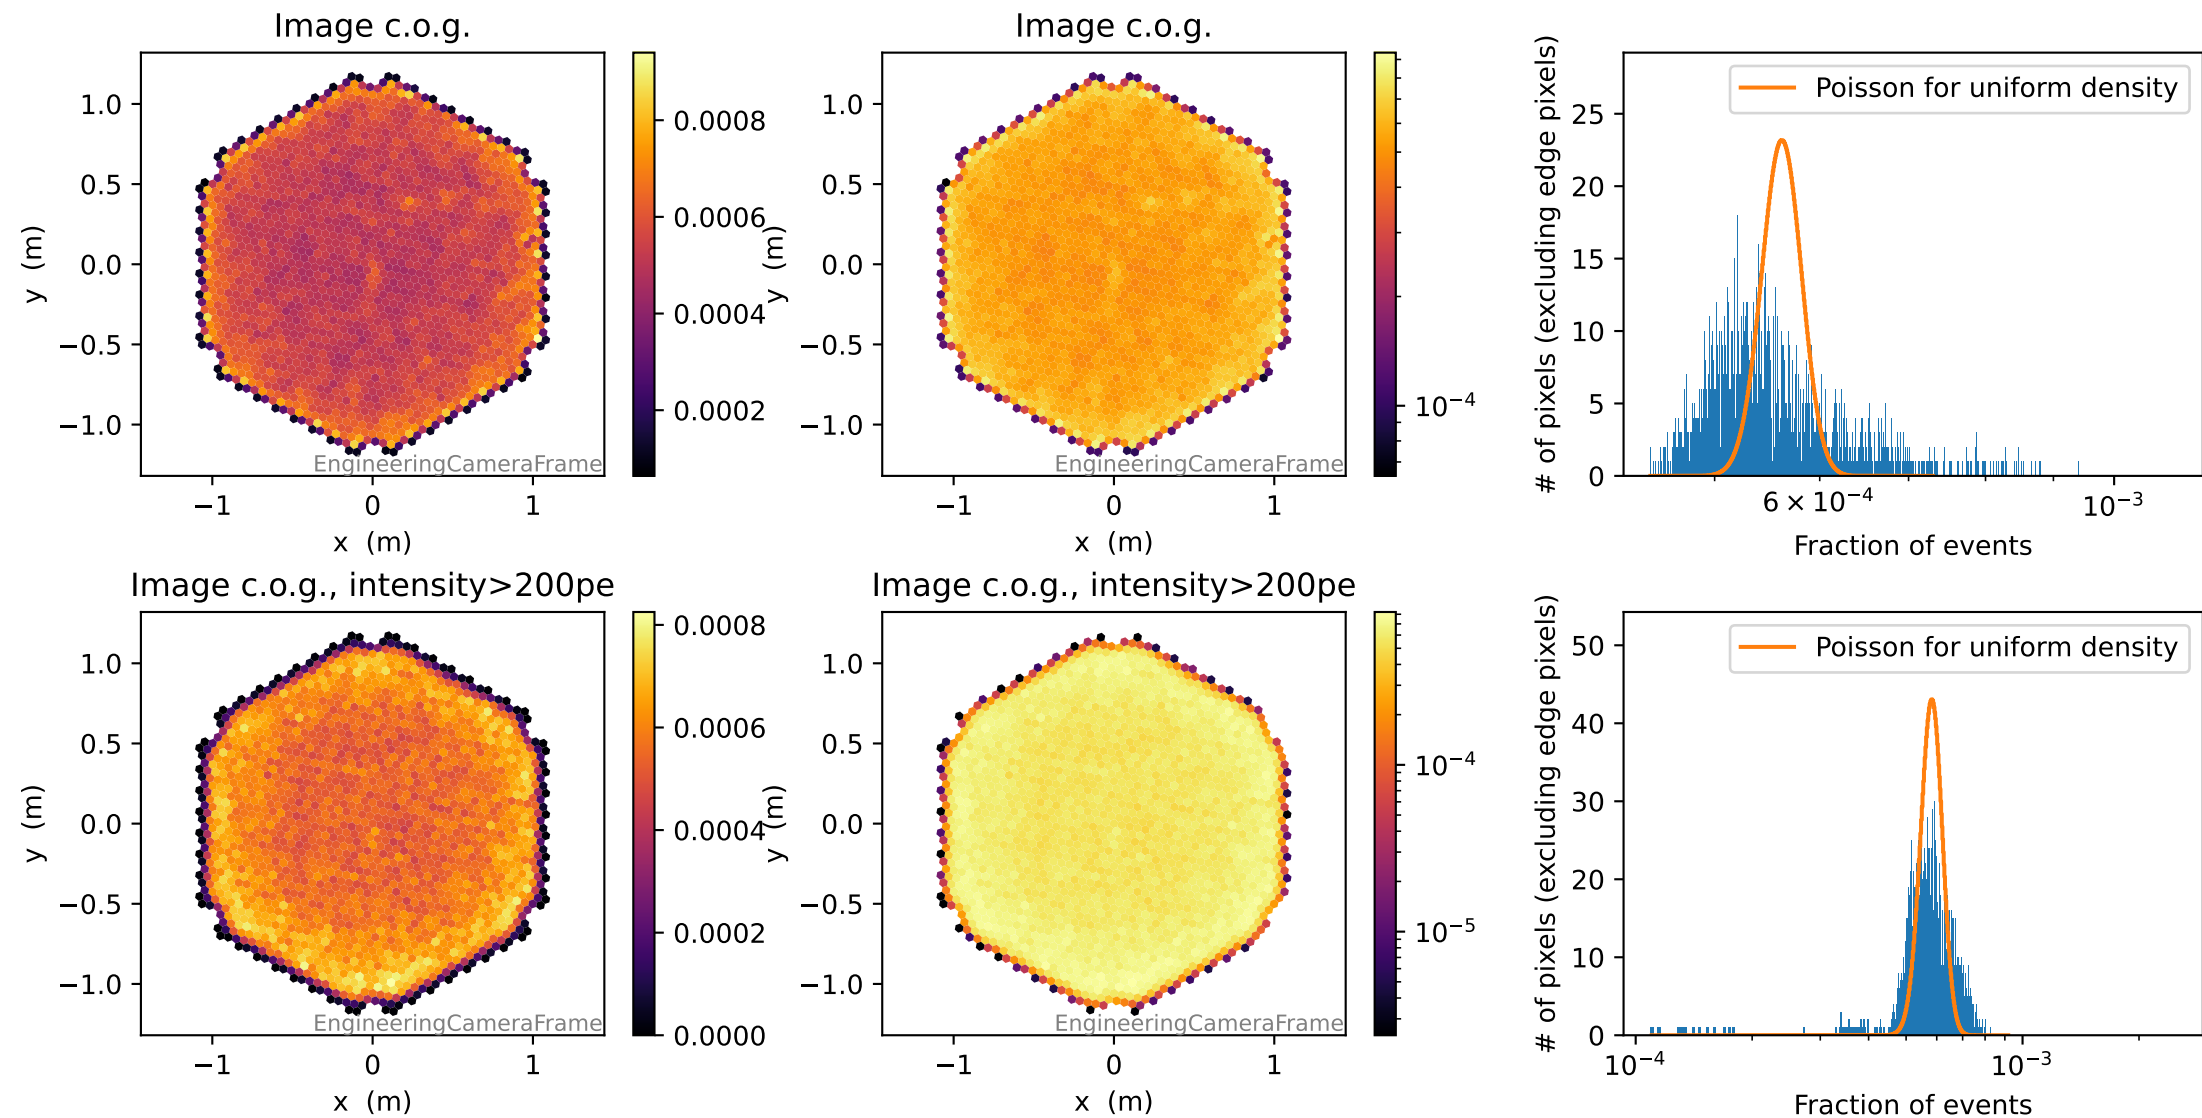 Image c.o.g.
1.0
0.5
0.0
−0.5
−1.0
y (m)
−1 0 1
x (m)
EngineeringCameraFrame
0.0008
0.0006
0.0004
0.0002
Image c.o.g.
1.0
0.5
0.0
−0.5
−1.0
y (m)
−1 0 1
x (m)
EngineeringCameraFrame
10⁻⁴
# of pixels (excluding edge pixels)
25
20
15
10
5
0
Poisson for uniform density
6 × 10⁻⁴ 10⁻³
Fraction of events
Image c.o.g., intensity>200pe
1.0
0.5
0.0
−0.5
−1.0
y (m)
−1 0 1
x (m)
EngineeringCameraFrame
0.0008
0.0006
0.0004
0.0002
0.0000
Image c.o.g., intensity>200pe
1.0
0.5
0.0
−0.5
−1.0
y (m)
−1 0 1
x (m)
EngineeringCameraFrame
10⁻⁴
10⁻⁵
# of pixels (excluding edge pixels)
50
40
30
20
10
0
Poisson for uniform density
10⁻⁴ 10⁻³
Fraction of events